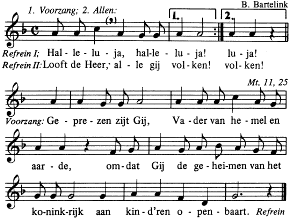 B. Bartelink
1. Voorzang; 2. Allen:
1. 2.
Refrein I: Hal-le-lu-ja, hal-le-lu-ja! lu-ja!
Refrein II: Looft de Heer, al-le gij vol-ken! vol-ken!
Mt. 11, 25
Voorzang: Ge-pre-zen zijt Gij, Va-der van he-mel en
aar-de, om-dat Gij de ge-hei-men van het
ko-nink-rijk aan kind'ren o-pen-baart. Refrein